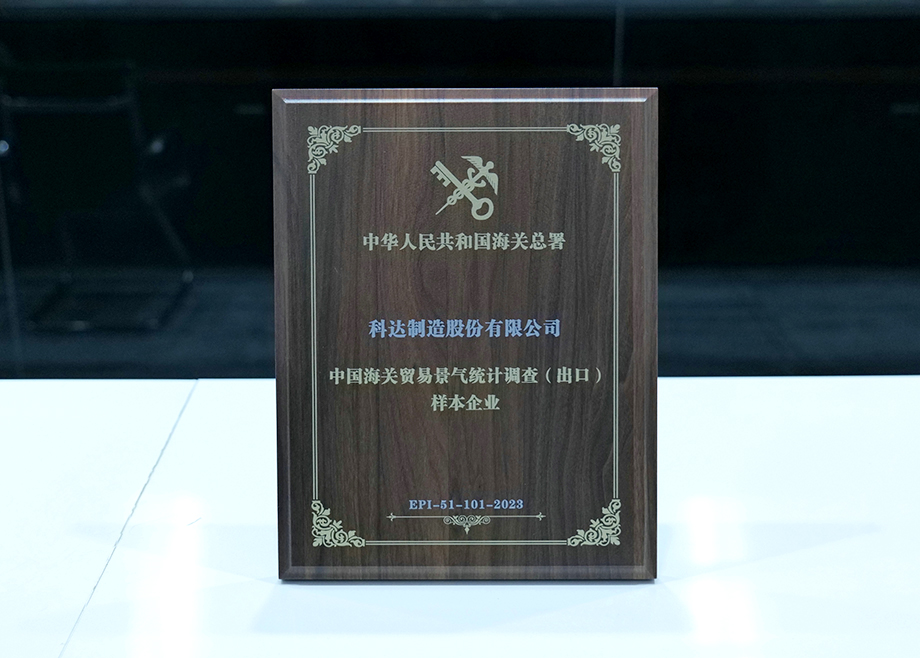 中华人民共和国海关总署
科达制造股份有限公司
中国海关贸易景气统计调查（出口）
样本企业
EPI-51-101-2023